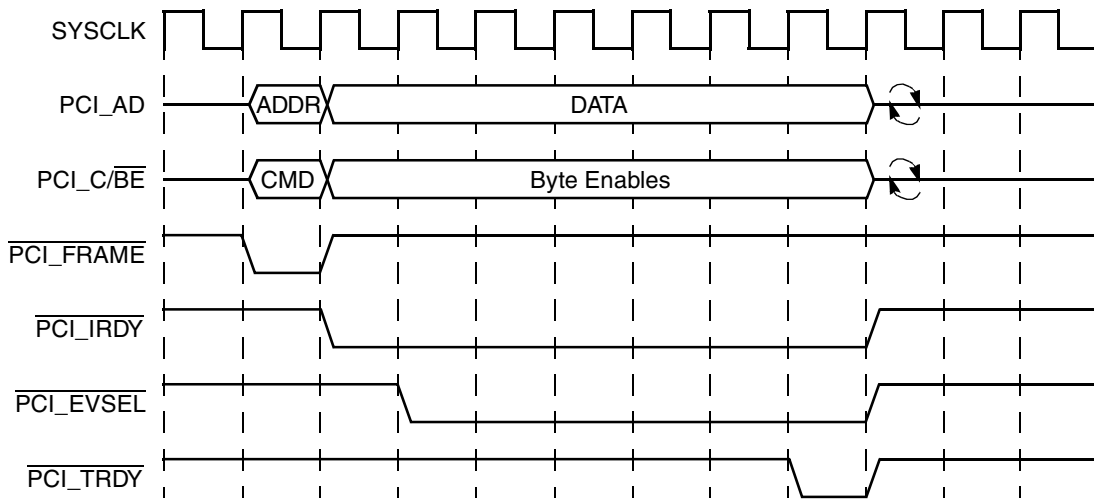 SYSCLK
PCI_AD
ADDR
DATA
PCI_C/BE
CMD
Byte Enables
PCI_FRAME
PCI_IRDY
PCI_EVSEL
PCI_TRDY